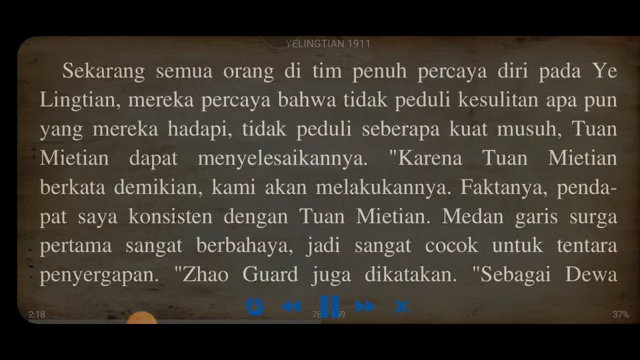 YELINGTIAN 1911
Sekarang semua orang di tim penuh percaya diri pada Ye
Lingtian, mereka percaya bahwa tidak peduli kesulitan apa pun
yang mereka hadapi, tidak peduli seberapa kuat musuh, Tuan
Mietian dapat menyelesaikannya. "Karena Tuan Mietian
berkata demikian, kami akan melakukannya. Faktanya, penda-
pat saya konsisten dengan Tuan Mietian. Medan garis surga
pertama sangat berbahaya, jadi sangat cocok untuk tentara
penyergapan. "Zhao Guard juga dikatakan. "Sebagai Dewa
2:18
37%